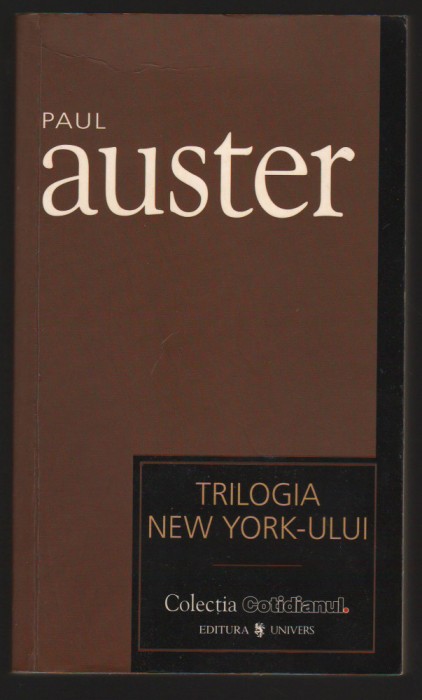 PAUL
auster
TRILOGIA
NEW YORK-ULUI
Colecția Cotidianul.
EDITURA UNIVERS